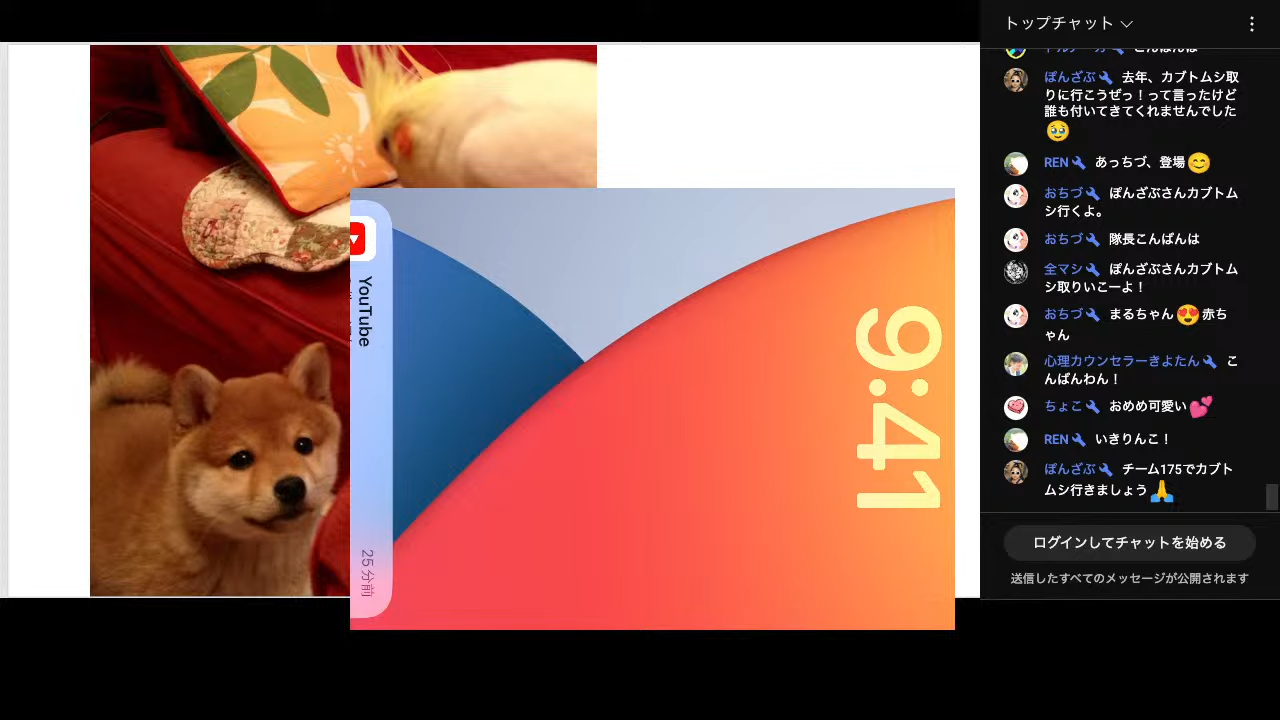 トップチャット
ぽんざぶ 去年、カブトムシ取
りに行こうぜっ！って言ったけど
誰も付いてきてくれませんでした
🥹
REN あっちづ、登場😊
おちづ ぽんざぶさんカブトム
シ行くよ。
おちづ 隊長こんばんは
全マシ ぽんざぶさんカブトム
シ取りいこーよ！
おちづ まるちゃん😍赤ち
ゃん
心理カウンセラーきよたん こ
んばんわん！
ちょこ おめめ可愛い💕
REN いきりんこ！
ぽんざぶ チーム175でカブト
ムシ行きましょう🙏
ログインしてチャットを始める
送信したすべてのメッセージが公開されます
9:41
YouTube
25分前